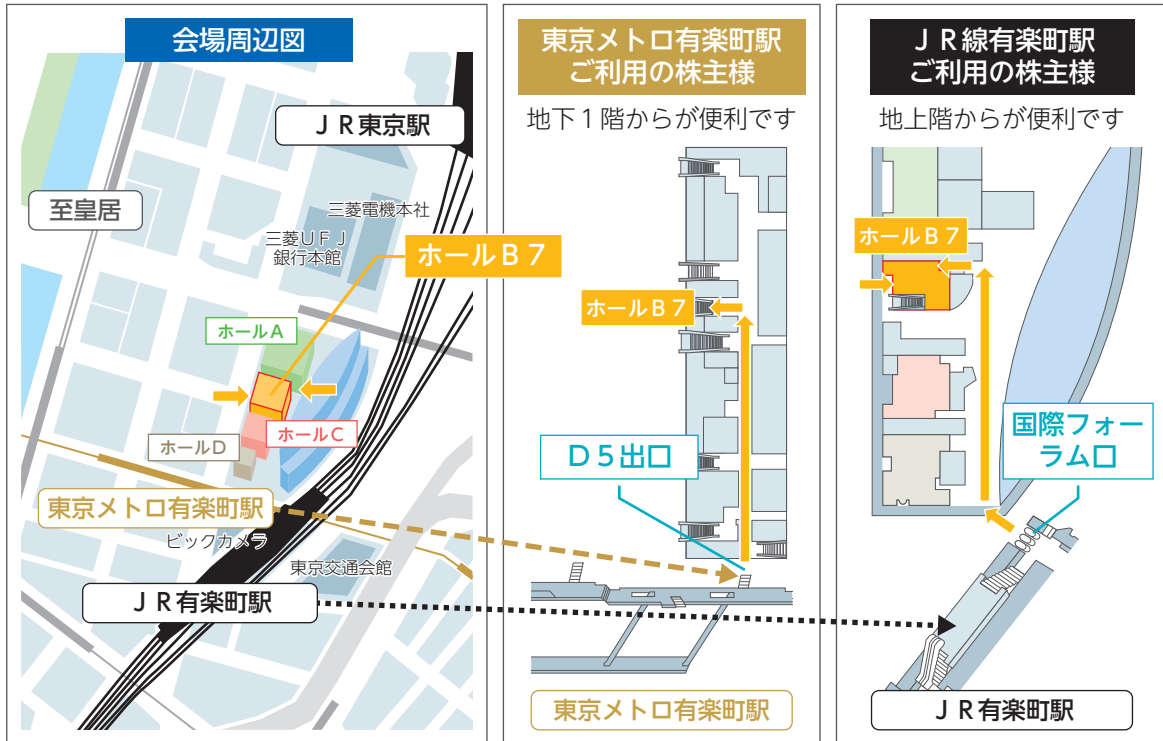 会場周辺図
ＪＲ東京駅
至皇居
三菱電機本社
三菱ＵＦＪ
銀行本館
ホールＢ７
ホールＡ
ホールＣ
ホールＤ
東京メトロ有楽町駅
ビックカメラ
東京交通会館
ＪＲ有楽町駅
東京メトロ有楽町駅
ご利用の株主様
地下１階からが便利です
ホールＢ７
Ｄ５出口
東京メトロ有楽町駅
ＪＲ線有楽町駅
ご利用の株主様
地上階からが便利です
ホールＢ７
国際フォー
ラム口
ＪＲ有楽町駅